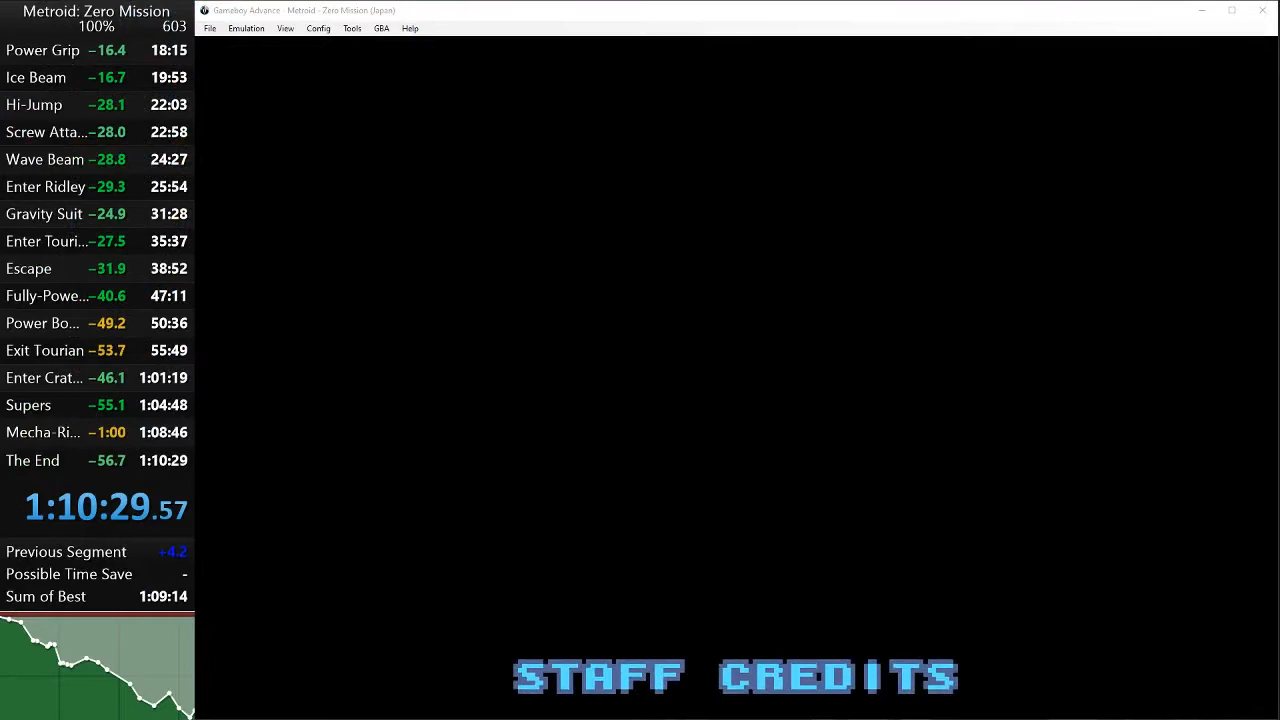 Metroid: Zero Mission
100% 603
Gameboy Advance - Metroid - Zero Mission (Japan)
File Emulation View Config Tools GBA Help
Power Grip −16.4 18:15
Ice Beam −16.7 19:53
Hi-Jump −28.1 22:03
Screw Atta... −28.0 22:58
Wave Beam −28.8 24:27
Enter Ridley −29.3 25:54
Gravity Suit −24.9 31:28
Enter Touri... −27.5 35:37
Escape −31.9 38:52
Fully-Powe... −40.6 47:11
Power Bo... −49.2 50:36
Exit Tourian −53.7 55:49
Enter Crat... −46.1 1:01:19
Supers −55.1 1:04:48
Mecha-Ri... −1:00 1:08:46
The End −56.7 1:10:29
1:10:29.57
Previous Segment +4.2
Possible Time Save -
Sum of Best 1:09:14
STAFF CREDITS